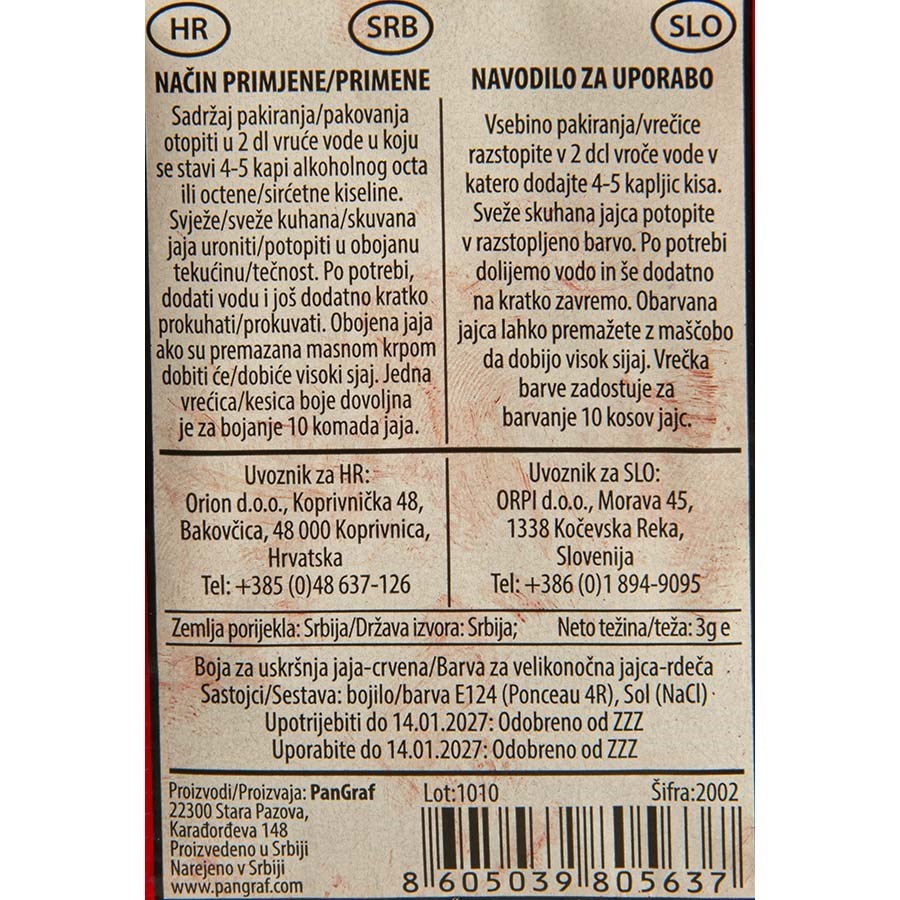 HR SRB SLO
NAČIN PRIMJENE/PRIMENE
Sadržaj pakiranja/pakovanja
otopiti u 2 dl vruće vode u koju
se stavi 4-5 kapi alkoholnog octa
ili octene/sirćetne kiseline.
Svježe/sveže kuhana/skuvana
jaja uroniti/potopiti u obojanu
tekućinu/tečnost. Po potrebi,
dodati vodu i još dodatno kratko
prokuhati/prokuvati. Obojena jaja
ako su premazana masnom krpom
dobiti će/dobiće visoki sjaj. Jedna
vrećica/kesica boje dovoljna
je za bojanje 10 komada jaja.
NAVODILO ZA UPORABO
Vsebino pakiranja/vrečice
razstopite v 2 dcl vroče vode v
katero dodajte 4-5 kapljic kisa.
Sveže skuhana jajca potopite
v razstopljeno barvo. Po potrebi
dolijemo vodo in še dodatno
na kratko zavremo. Obarvana
jajca lahko premažete z maščobo
da dobijo visok sijaj. Vrečka
barve zadostuje za
barvanje 10 kosov jajc.
Uvoznik za HR:
Orion d.o.o., Koprivnička 48,
Bakovčica, 48 000 Koprivnica,
Hrvatska
Tel: +385 (0)48 637-126
Uvoznik za SLO:
ORPI d.o.o., Morava 45,
1338 Kočevska Reka,
Slovenija
Tel: +386 (0)1 894-9095
Zemlja porijekla: Srbija/Država izvora: Srbija; Neto težina/teža: 3g e
Boja za uskršnja jaja-crvena/Barva za velikonočna jajca-rdeča
Sastojci/Sestava: bojilo/barva E124 (Ponceau 4R), Sol (NaCl)
Upotrijebiti do 14.01.2027: Odobreno od ZZZ
Uporabite do 14.01.2027: Odobreno od ZZZ
Proizvodi/Proizvaja: PanGraf
22300 Stara Pazova,
Karađorđeva 148
Proizvedeno u Srbiji
Narejeno v Srbiji
www.pangraf.com
Lot:1010 Šifra:2002
8 605039 805637